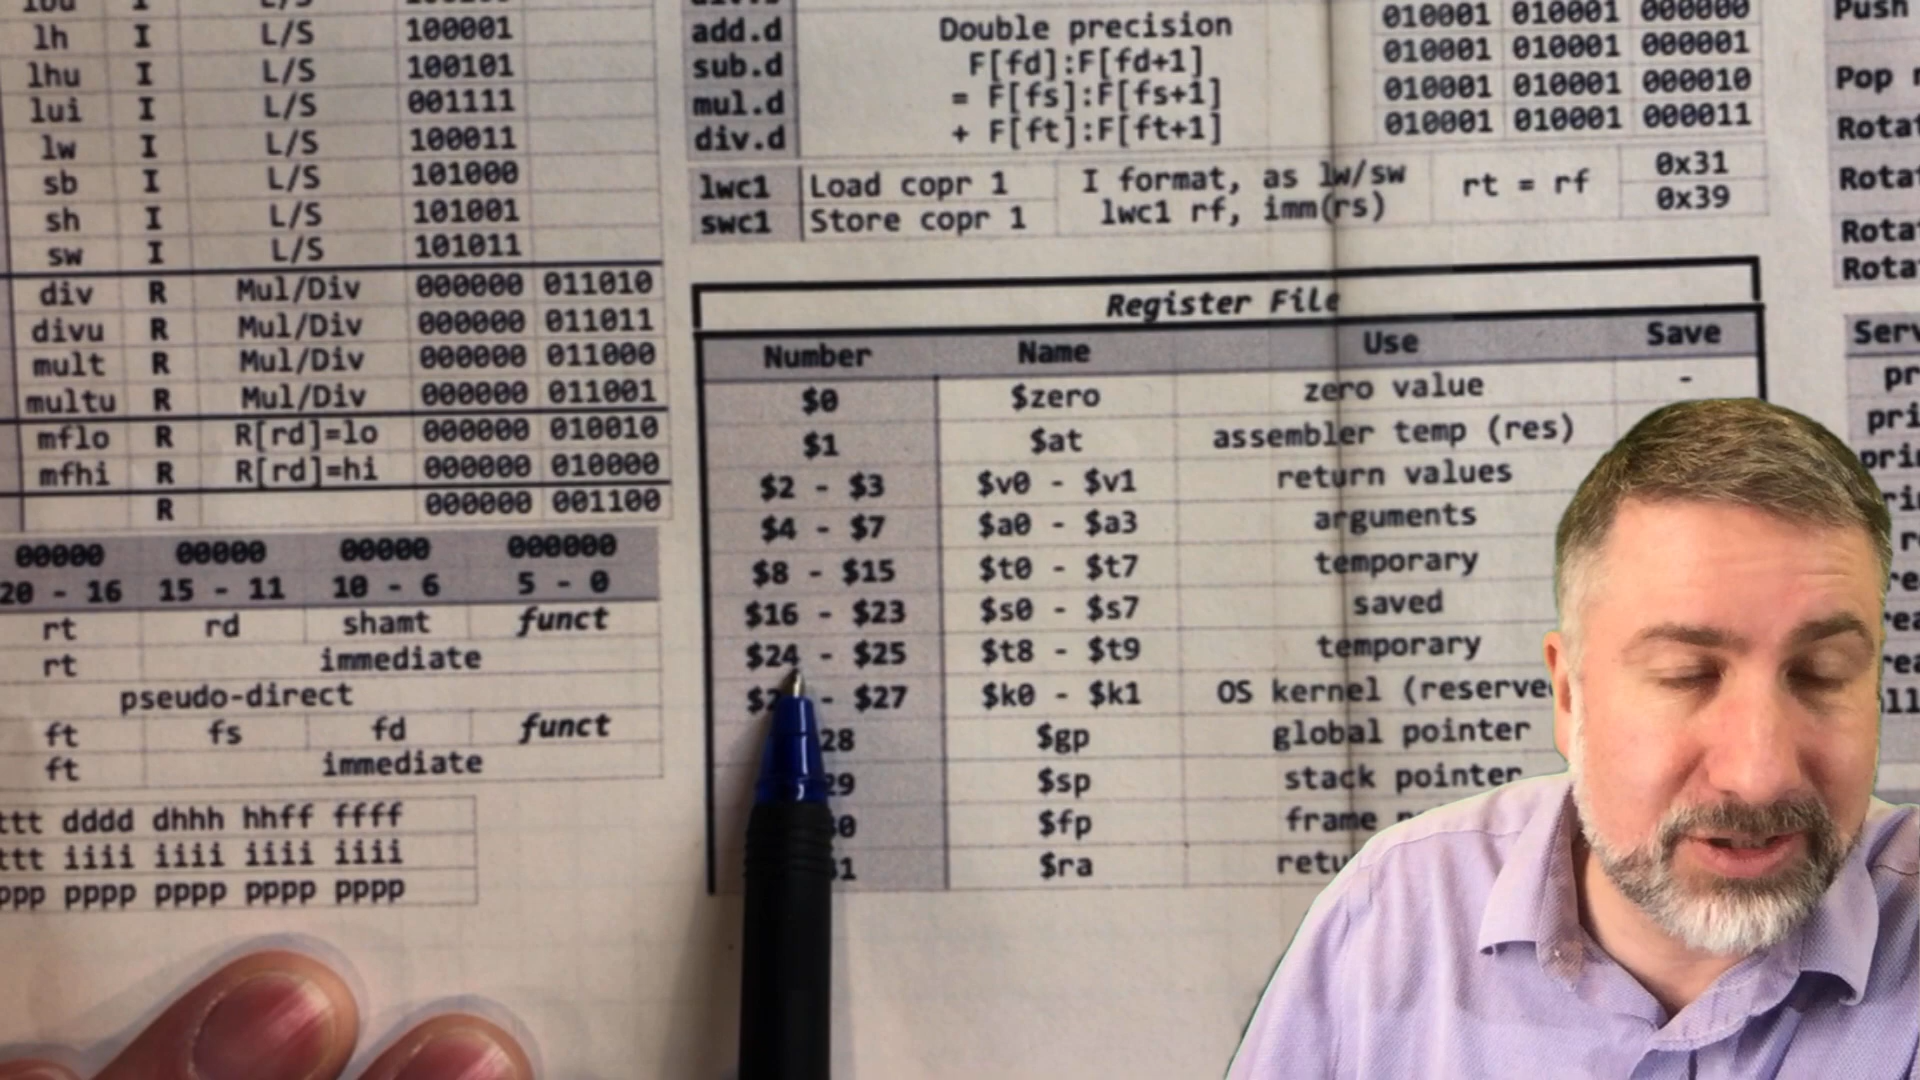 lh I L/S 100001
lhu I L/S 100101
lui I L/S 001111
lw I L/S 100011
sb I L/S 101000
sh I L/S 101001
sw I L/S 101011
div R Mul/Div 000000 011010
divu R Mul/Div 000000 011011
mult R Mul/Div 000000 011000
multu R Mul/Div 000000 011001
mflo R R[rd]=lo 000000 010010
mfhi R R[rd]=hi 000000 010000
R 000000 001100
00000 00000 00000 000000
20 - 16 15 - 11 10 - 6 5 - 0
rt rd shamt funct
rt immediate
pseudo-direct
ft fs fd funct
ft immediate
ttt dddd dhhh hhff ffff
ttt iiii iiii iiii iiii
ppp pppp pppp pppp pppp
add.d Double precision 010001 010001 000000
sub.d F[fd]:F[fd+1] 010001 010001 000001
mul.d = F[fs]:F[fs+1] 010001 010001 000010
div.d + F[ft]:F[ft+1] 010001 010001 000011
lwc1 Load copr 1 I format, as lw/sw rt = rf 0x31
swc1 Store copr 1 lwc1 rf, imm(rs) 0x39
Register File
Number Name Use Save
$0 $zero zero value -
$1 $at assembler temp (res)
$2 - $3 $v0 - $v1 return values
$4 - $7 $a0 - $a3 arguments
$8 - $15 $t0 - $t7 temporary
$16 - $23 $s0 - $s7 saved
$24 - $25 $t8 - $t9 temporary
- $27 $k0 - $k1 OS kernel
28 $gp global pointer
29 $sp stack pointer
$fp frame
$ra
Push
Pop